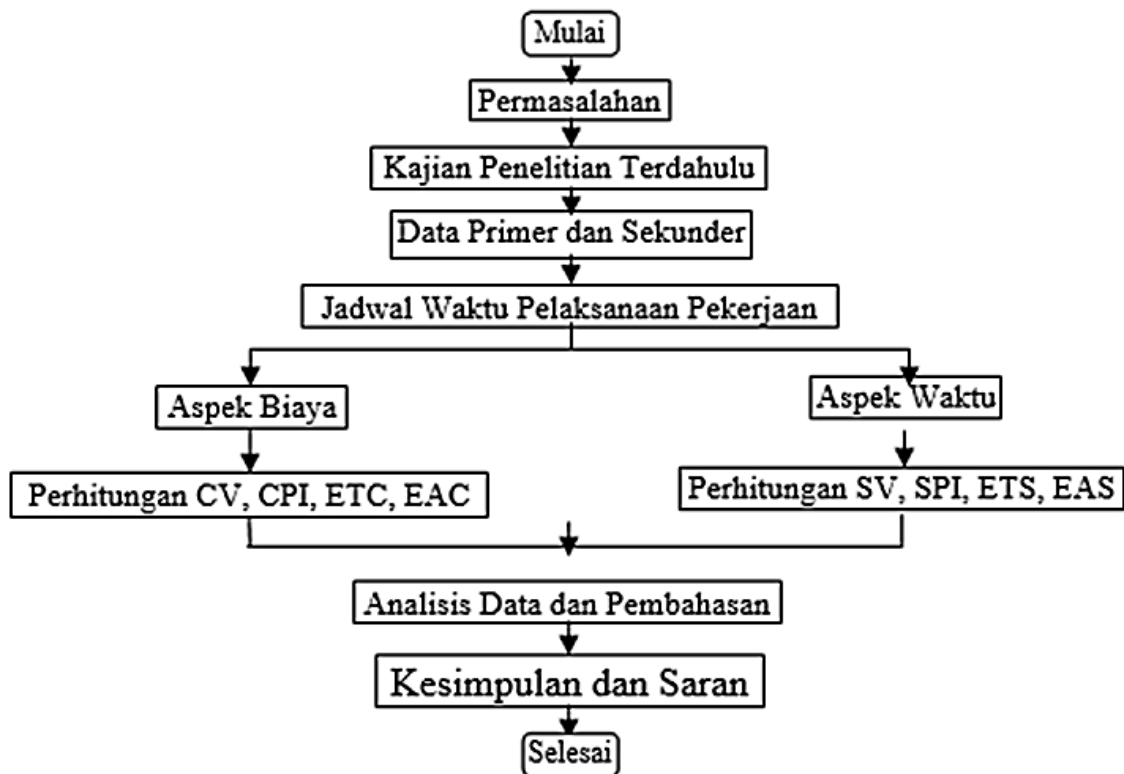 Mulai
Permasalahan
Kajian Penelitian Terdahulu
Data Primer dan Sekunder
Jadwal Waktu Pelaksanaan Pekerjaan
Aspek Biaya
Aspek Waktu
Perhitungan CV, CPI, ETC, EAC
Perhitungan SV, SPI, ETS, EAS
Analisis Data dan Pembahasan
Kesimpulan dan Saran
Selesai